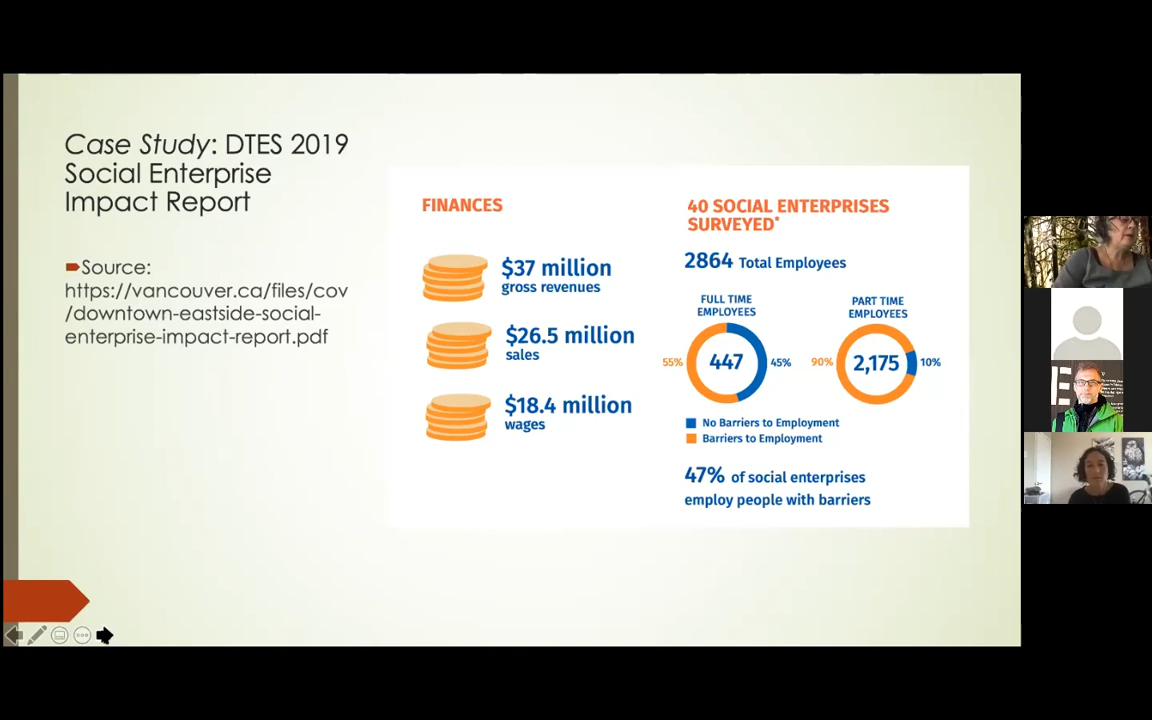 Case Study: DTES 2019
Social Enterprise
Impact Report
Source:
https://vancouver.ca/files/cov
/downtown-eastside-social-
enterprise-impact-report.pdf
FINANCES
$37 million
gross revenues
$26.5 million
sales
$18.4 million
wages
40 SOCIAL ENTERPRISES
SURVEYED*
2864 Total Employees
FULL TIME
EMPLOYEES
55%
447
45%
PART TIME
EMPLOYEES
90%
2,175
10%
No Barriers to Employment
Barriers to Employment
47% of social enterprises
employ people with barriers